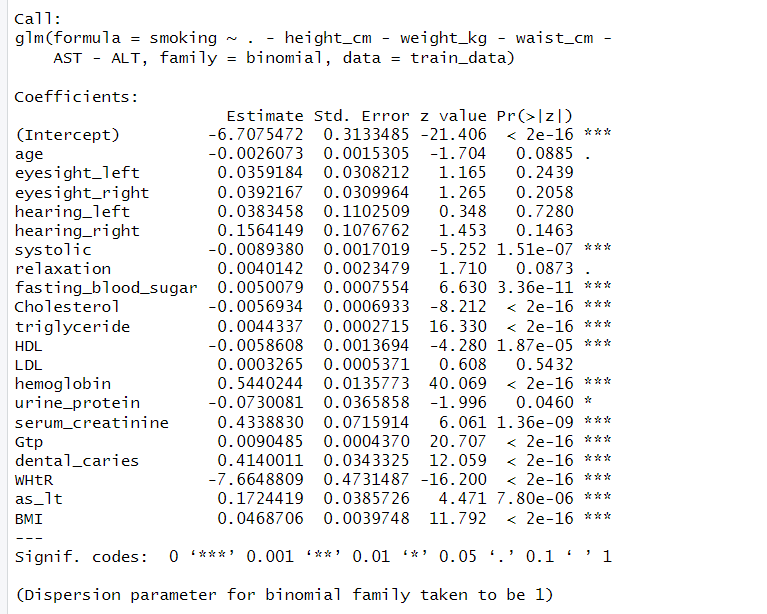 Call:
glm(formula = smoking ~ . - height_cm - weight_kg - waist_cm -
    AST - ALT, family = binomial, data = train_data)

Coefficients:
                      Estimate Std. Error z value Pr(>|z|)
(Intercept)         -6.7075472  0.3133485 -21.406  < 2e-16 ***
age                 -0.0026073  0.0015305  -1.704   0.0885 .
eyesight_left        0.0359184  0.0308212   1.165   0.2439
eyesight_right       0.0392167  0.0309964   1.265   0.2058
hearing_left         0.0383458  0.1102509   0.348   0.7280
hearing_right        0.1564149  0.1076762   1.453   0.1463
systolic            -0.0089380  0.0017019  -5.252 1.51e-07 ***
relaxation           0.0040142  0.0023479   1.710   0.0873 .
fasting_blood_sugar  0.0050079  0.0007554   6.630 3.36e-11 ***
Cholesterol         -0.0056934  0.0006933  -8.212  < 2e-16 ***
triglyceride         0.0044337  0.0002715  16.330  < 2e-16 ***
HDL                 -0.0058608  0.0013694  -4.280 1.87e-05 ***
LDL                  0.0003265  0.0005371   0.608   0.5432
hemoglobin           0.5440244  0.0135773  40.069  < 2e-16 ***
urine_protein       -0.0730081  0.0365858  -1.996   0.0460 *
serum_creatinine     0.4338830  0.0715914   6.061 1.36e-09 ***
Gtp                  0.0090485  0.0004370  20.707  < 2e-16 ***
dental_caries        0.4140011  0.0343325  12.059  < 2e-16 ***
WHtR                -7.6648809  0.4731487 -16.200  < 2e-16 ***
as_lt                0.1724419  0.0385726   4.471 7.80e-06 ***
BMI                  0.0468706  0.0039748  11.792  < 2e-16 ***
---
Signif. codes:  0 ‘***’ 0.001 ‘**’ 0.01 ‘*’ 0.05 ‘.’ 0.1 ‘ ’ 1

(Dispersion parameter for binomial family taken to be 1)